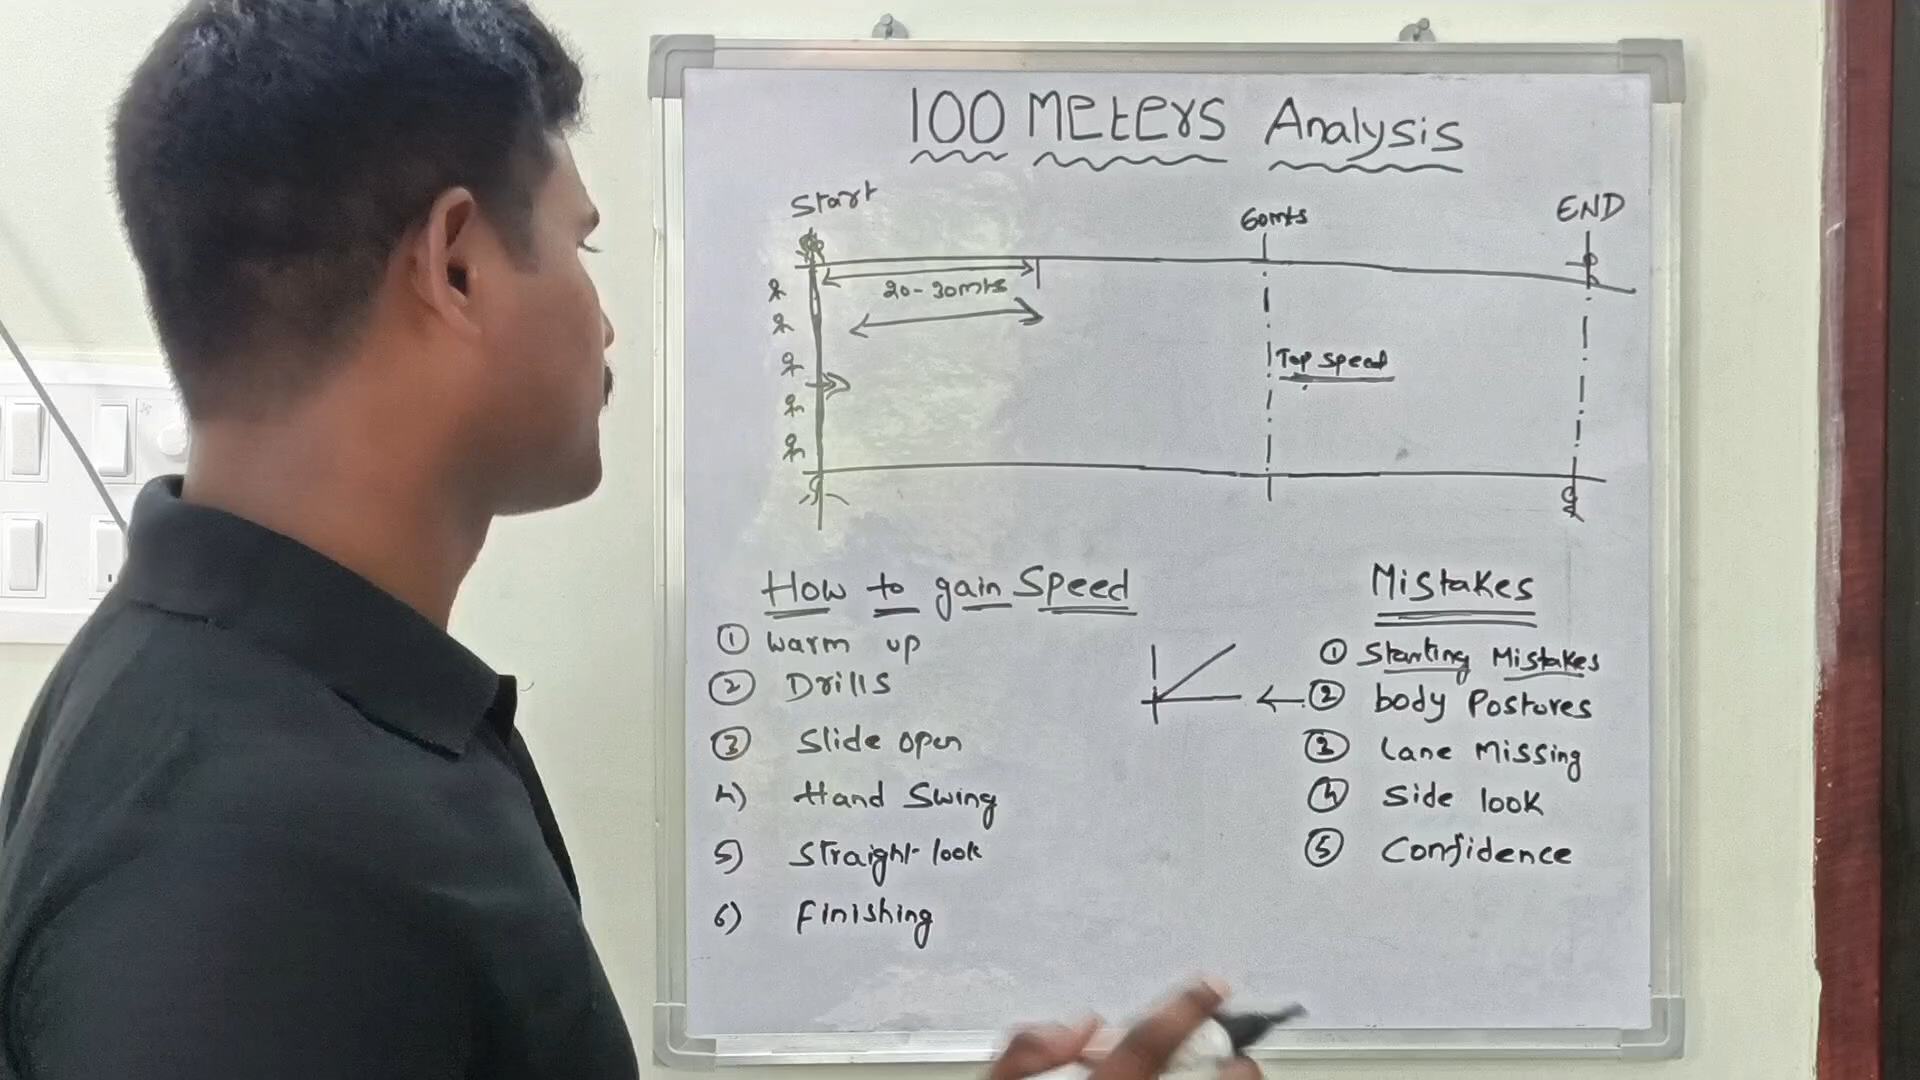 100 Meters Analysis
Start
60mts
END
20-30mts
Top speed
How to gain Speed
① Warm up
② Drills
③ Slide open
4) Hand Swing
5) Straight look
6) Finishing
Mistakes
① Starting Mistakes
② body Postures
③ Lane Missing
④ Side look
⑤ Confidence